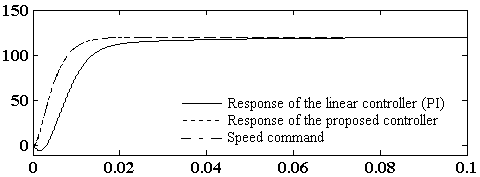 150
100
50
0
Response of the linear controller (PI)
Response of the proposed controller
Speed command
0 0.02 0.04 0.06 0.08 0.1